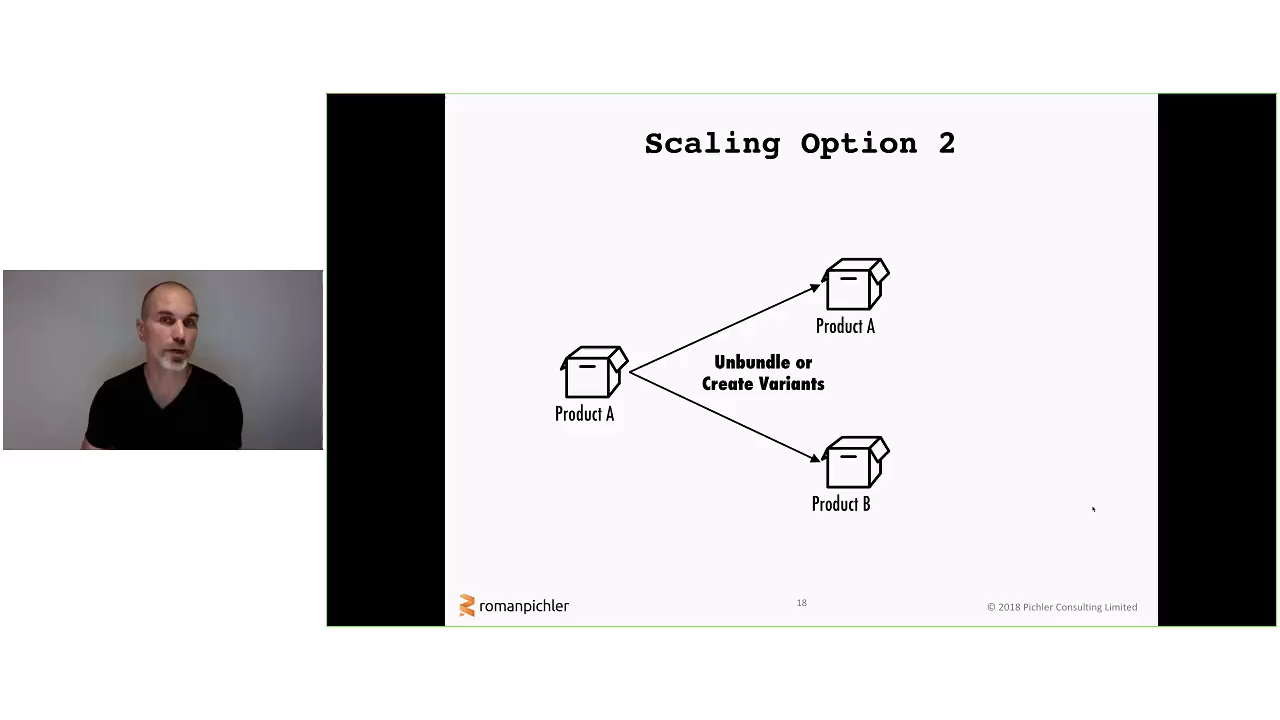 Scaling Option 2
Product A
Unbundle or
Create Variants
Product A
Product B
romanpichler
18
© 2018 Pichler Consulting Limited